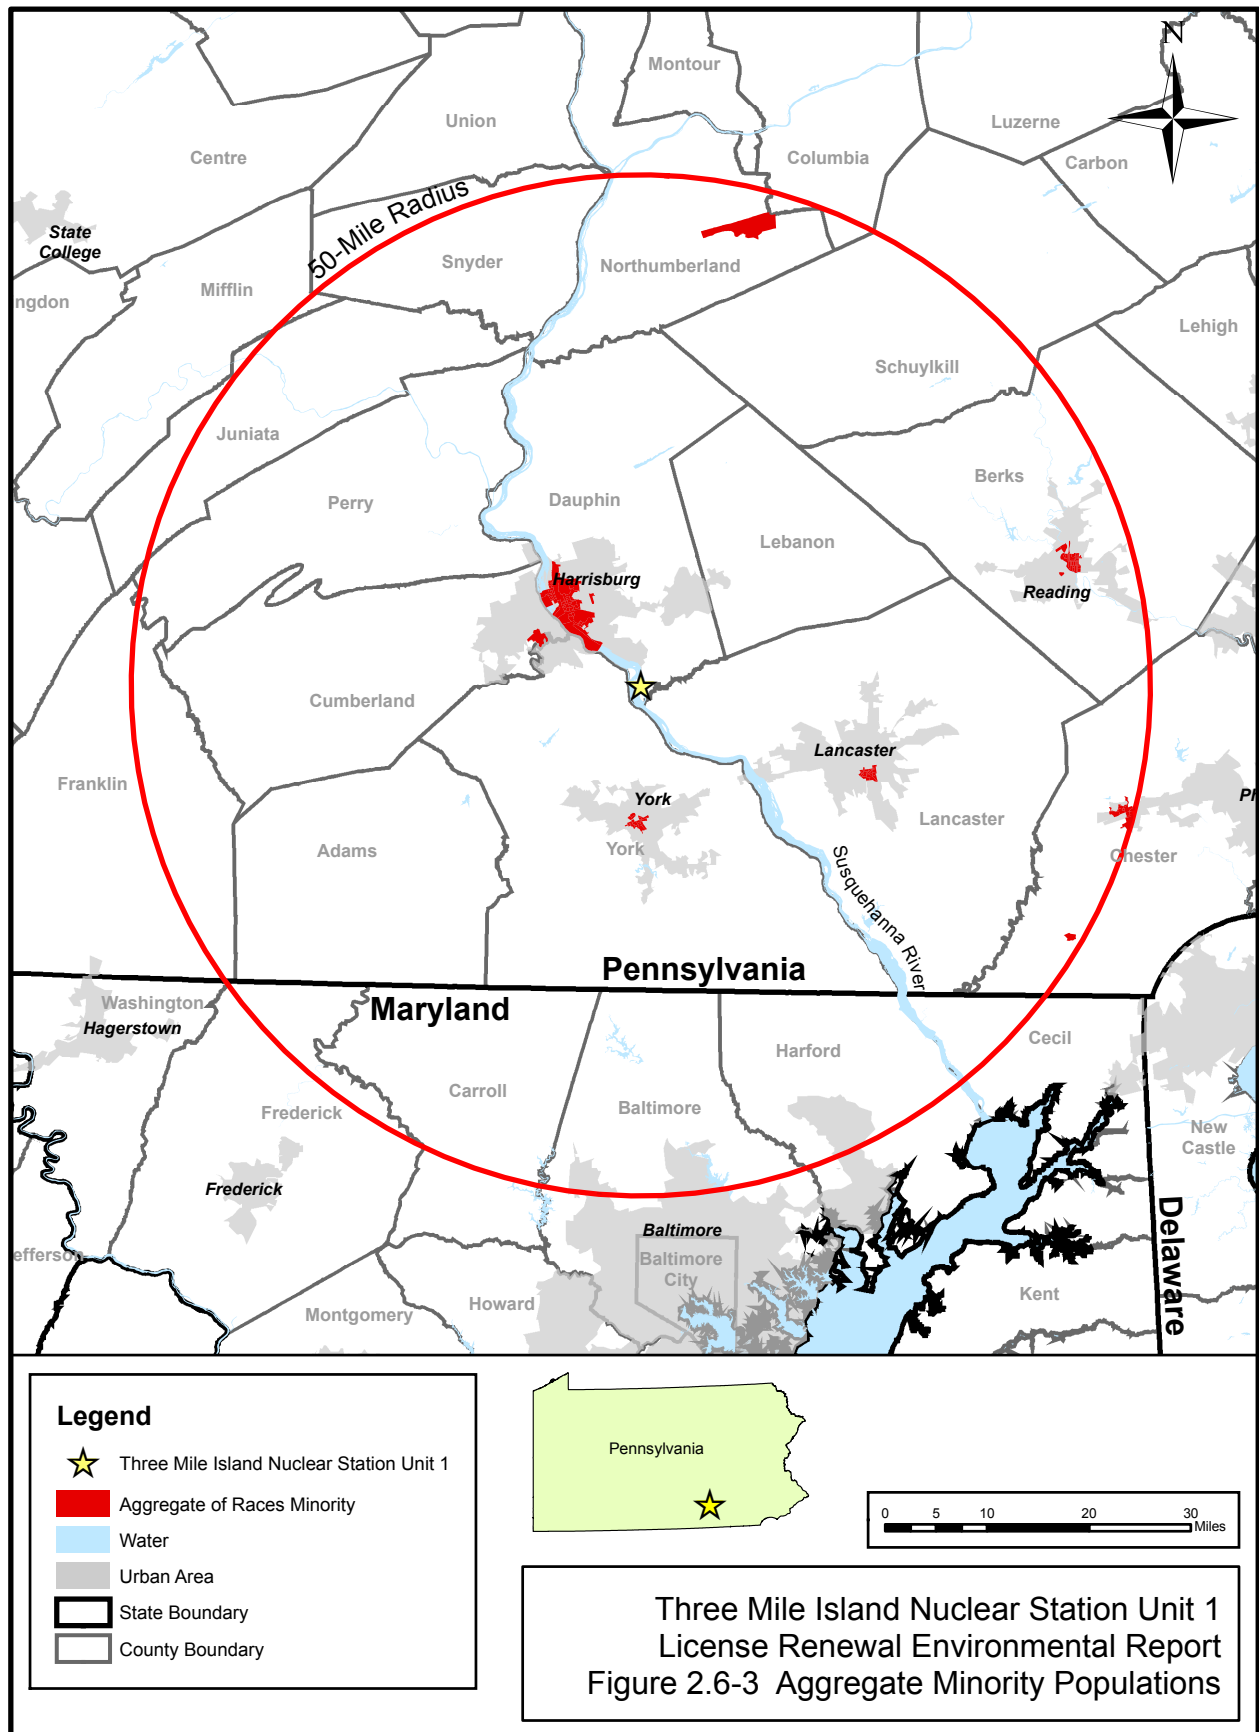 N
Montour
Union
Luzerne
Centre
Columbia
Carbon
50-Mile Radius
State
College
Snyder
Northumberland
Mifflin
ngdon
Lehigh
Schuylkill
Juniata
Berks
Perry
Dauphin
Lebanon
Harrisburg
Reading
Cumberland
Lancaster
Franklin
York
Ph
Lancaster
Adams
York
Chester
Susquehanna River
Pennsylvania
Washington
Maryland
Hagerstown
Harford
Cecil
Carroll
Frederick
Baltimore
New
Castle
Frederick
Baltimore
Delaware
efferson
Baltimore
City
Kent
Howard
Montgomery
Legend
Three Mile Island Nuclear Station Unit 1
Aggregate of Races Minority
Water
Urban Area
State Boundary
County Boundary
Pennsylvania
0 5 10 20 30
Miles
Three Mile Island Nuclear Station Unit 1
License Renewal Environmental Report
Figure 2.6-3 Aggregate Minority Populations